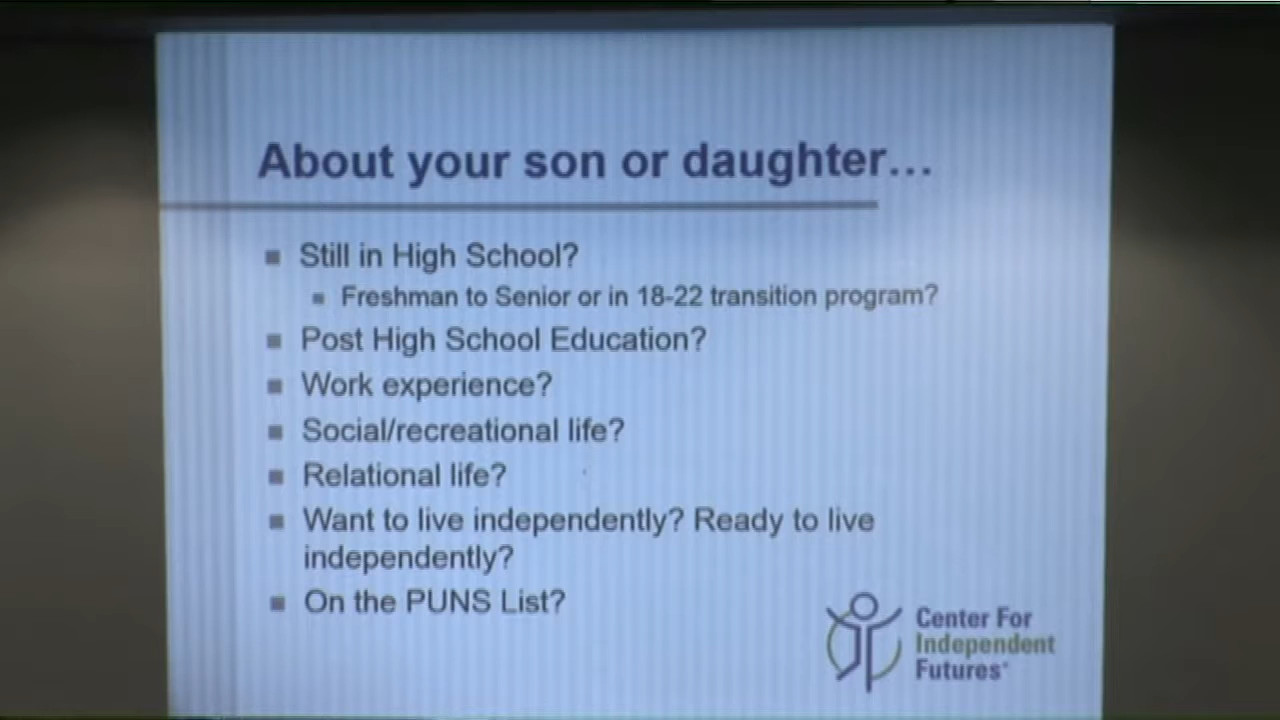 About your son or daughter...
Still in High School?
Freshman to Senior or in 18-22 transition program?
Post High School Education?
Work experience?
Social/recreational life?
Relational life?
Want to live independently? Ready to live
independently?
On the PUNS List?
Center For
Independent
Futures